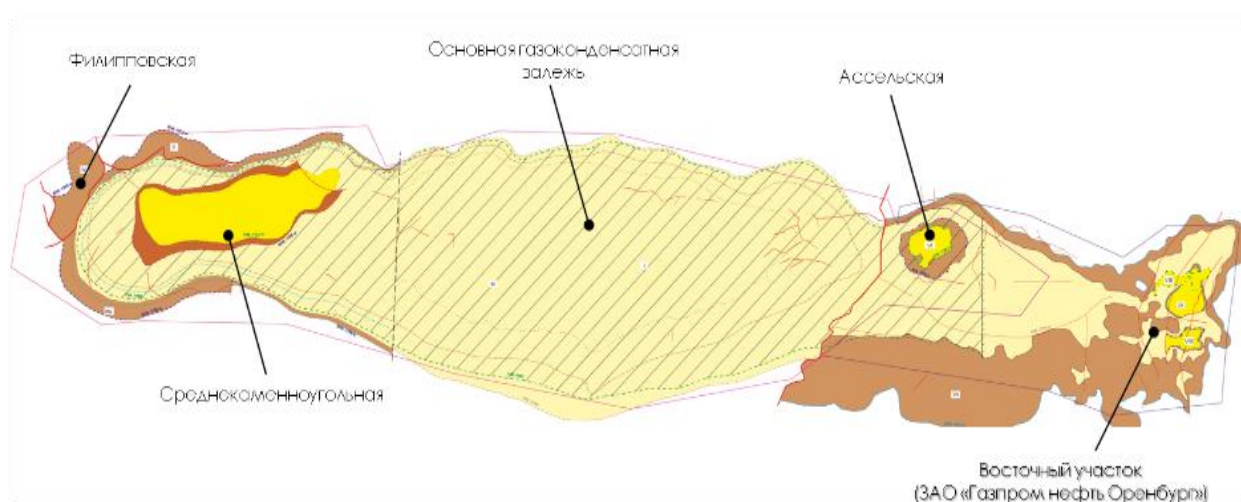 Филипповская
Основная газоконденсатная
залежь
Ассельская
Среднекаменноугольная
Восточный участок
(ЗАО «Газпром нефть Оренбург»)